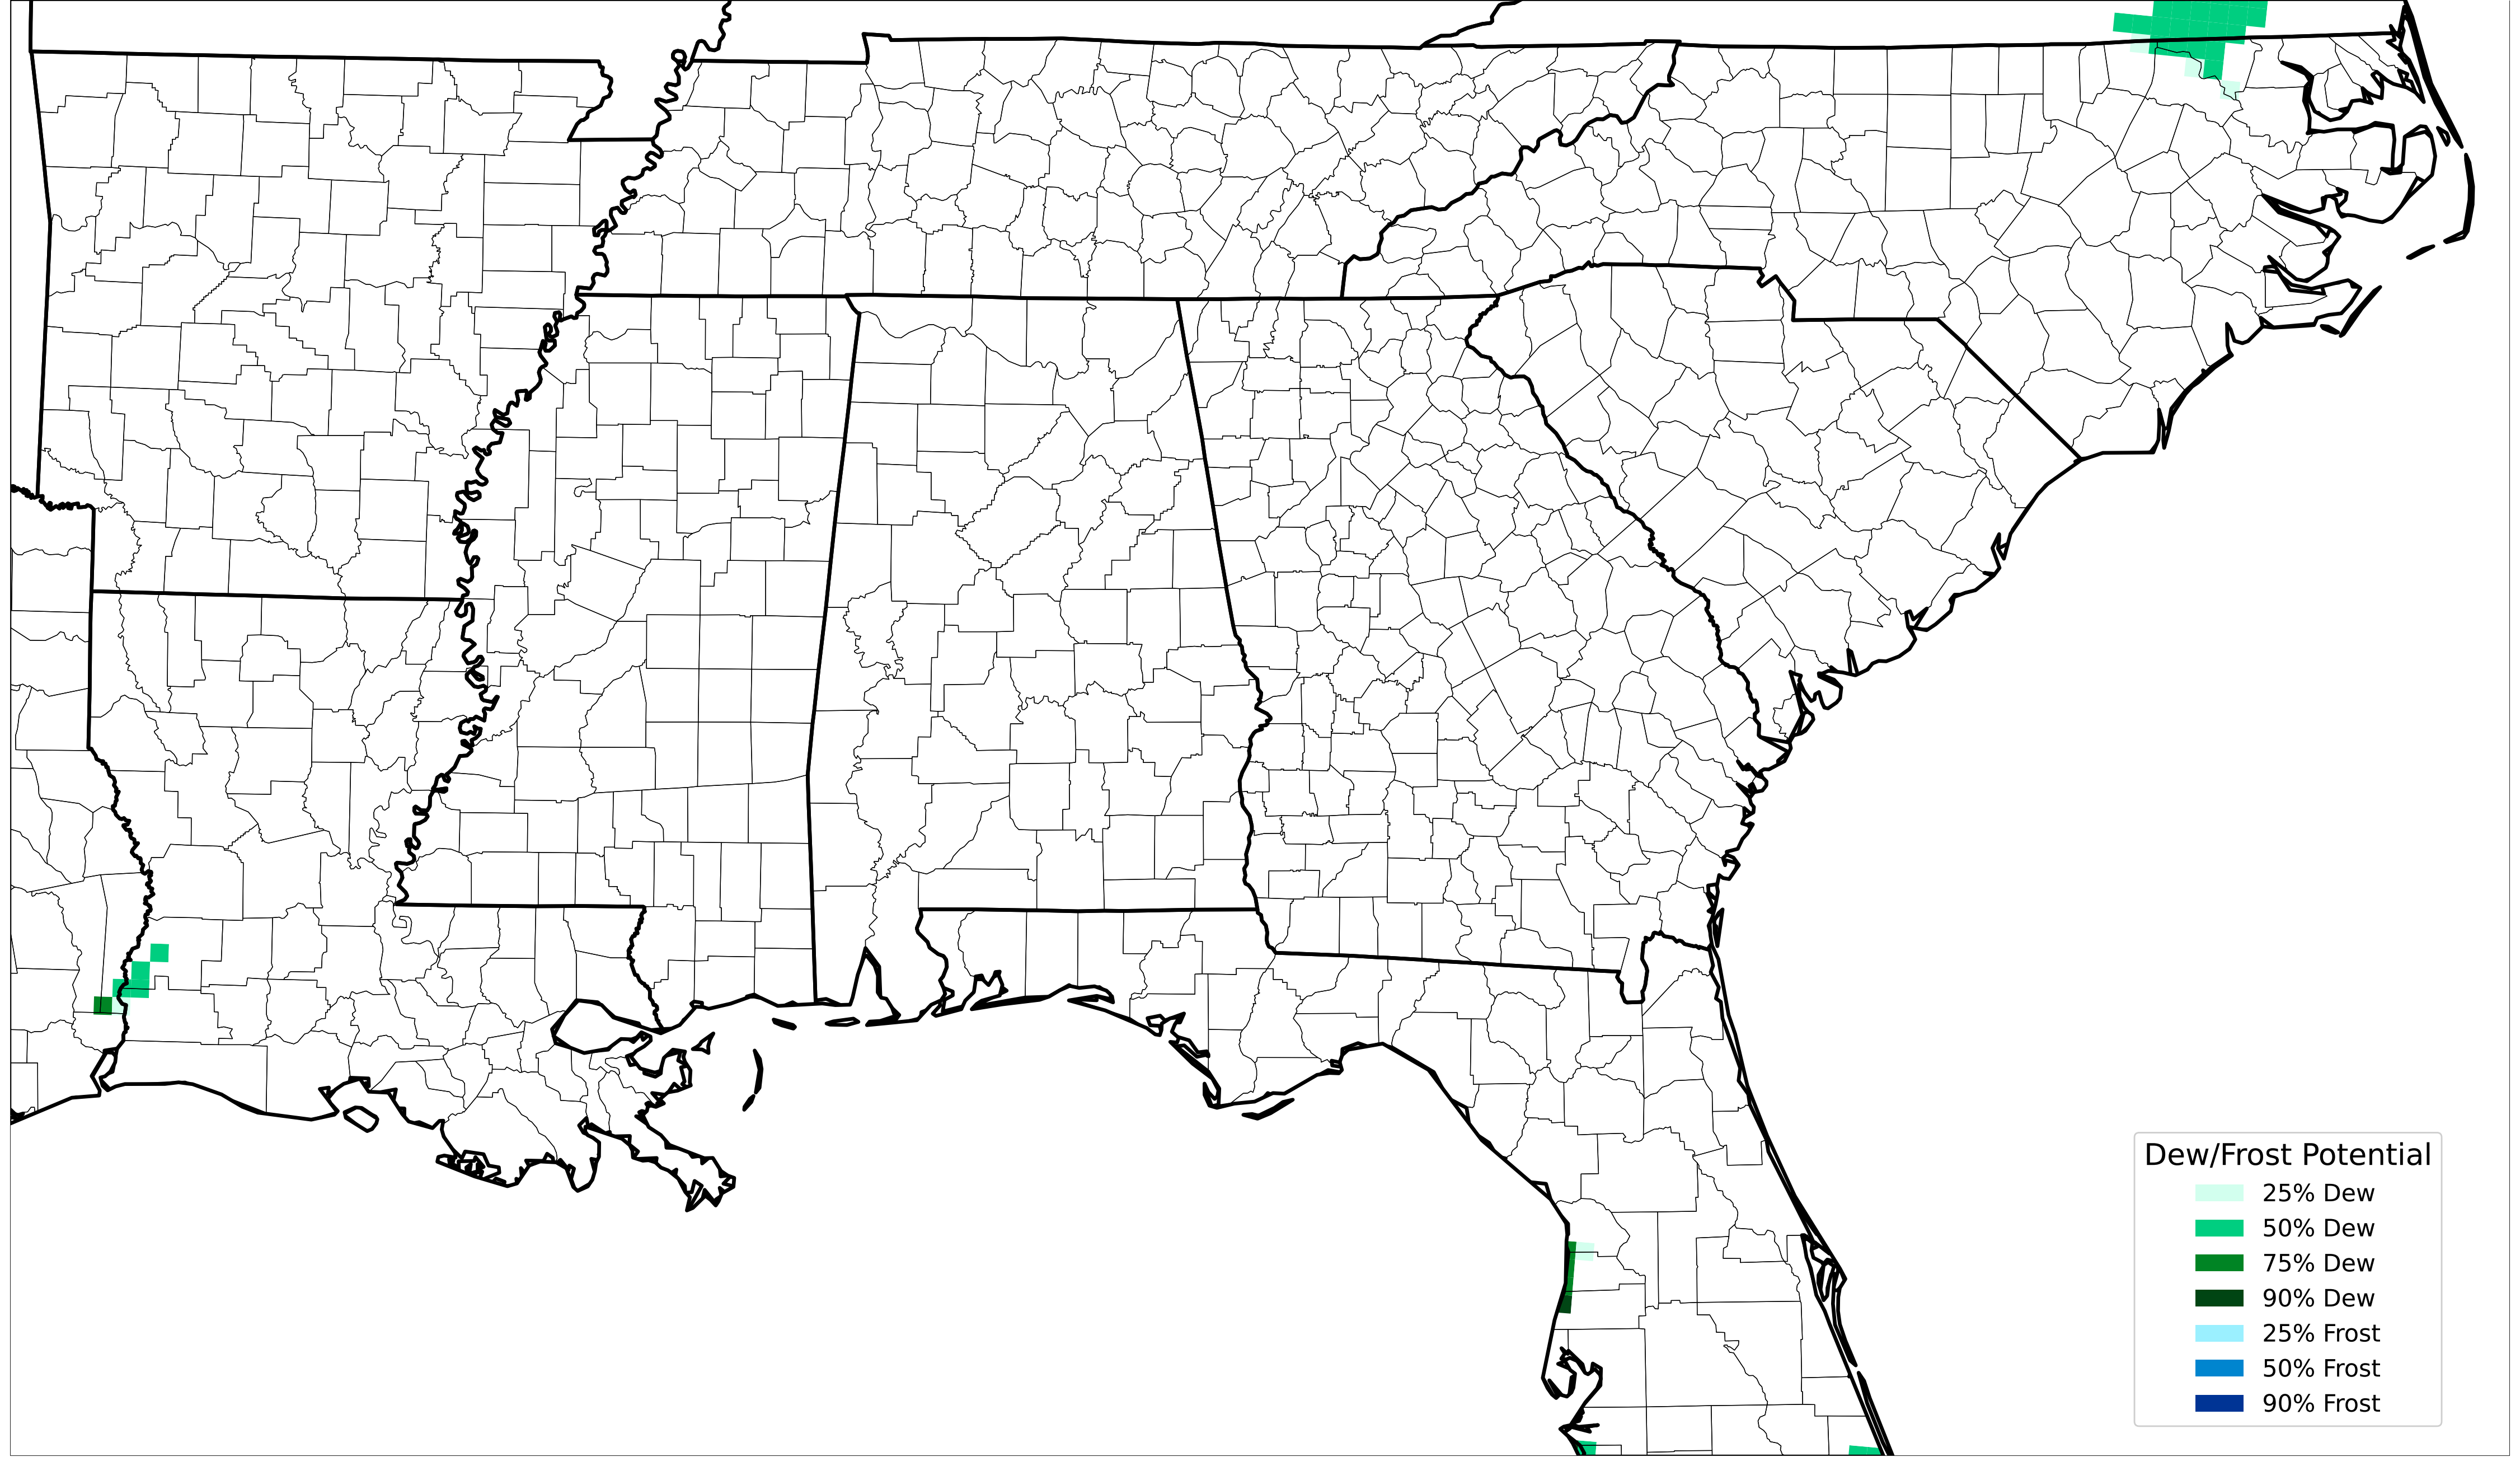 Dew/Frost Potential
25% Dew
50% Dew
75% Dew
90% Dew
25% Frost
50% Frost
90% Frost